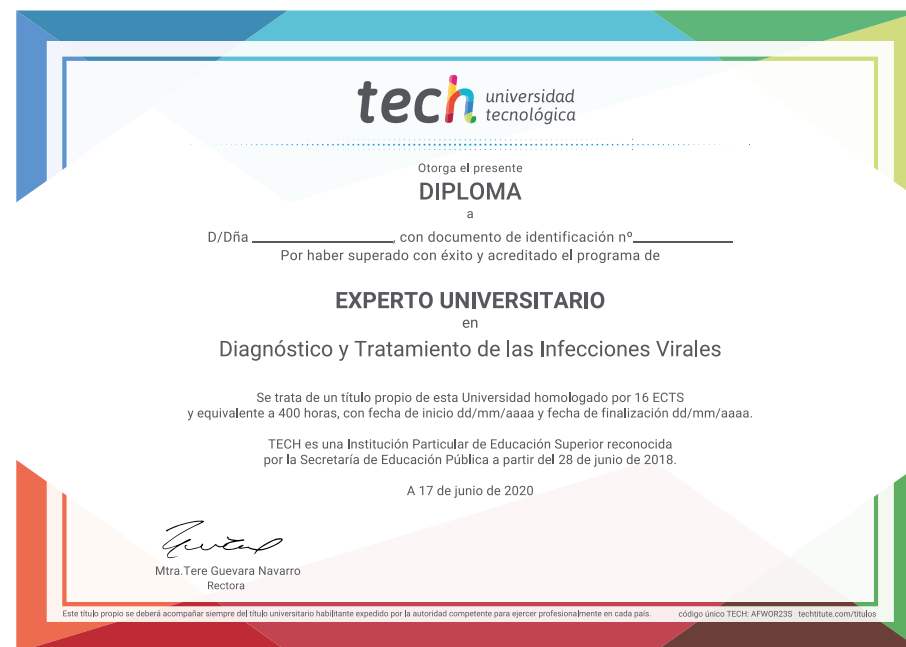 tech universidad
tecnológica
Otorga el presente
DIPLOMA
a
D/Dña ____________________, con documento de identificación nº______________
Por haber superado con éxito y acreditado el programa de
EXPERTO UNIVERSITARIO
en
Diagnóstico y Tratamiento de las Infecciones Virales
Se trata de un título propio de esta Universidad homologado por 16 ECTS
y equivalente a 400 horas, con fecha de inicio dd/mm/aaaa y fecha de finalización dd/mm/aaaa.
TECH es una Institución Particular de Educación Superior reconocida
por la Secretaría de Educación Pública a partir del 28 de junio de 2018.
A 17 de junio de 2020
Mtra.Tere Guevara Navarro
Rectora
Este título propio se deberá acompañar siempre del título universitario habilitante expedido por la autoridad competente para ejercer profesionalmente en cada país. código único TECH: AFWOR23S techtitute.com/titulos